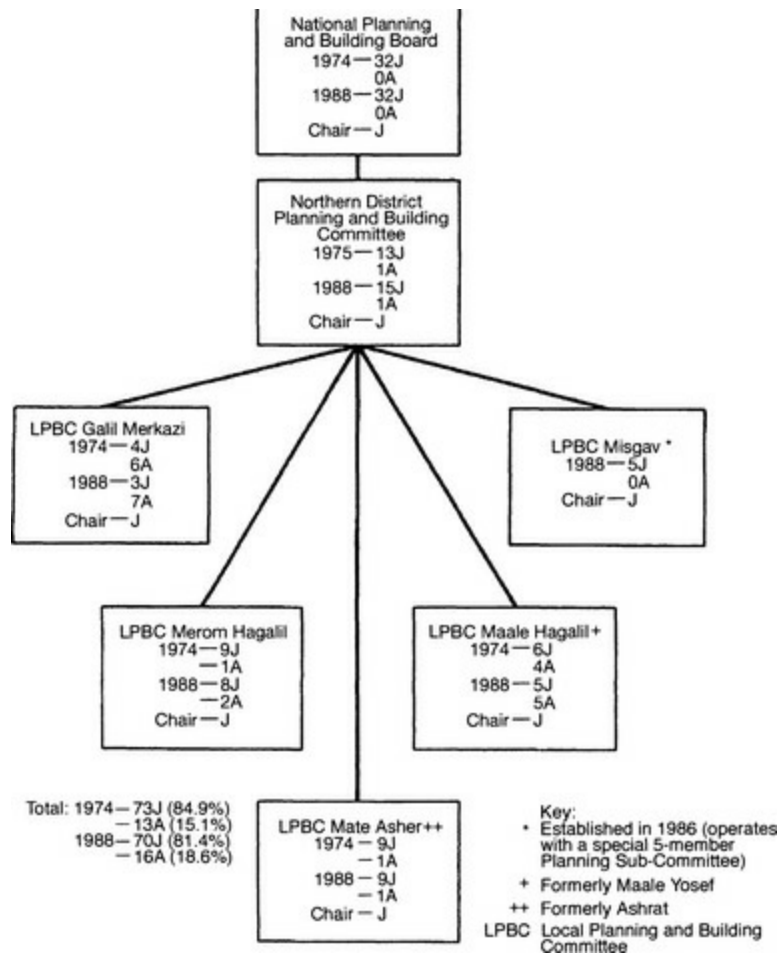 National Planning
and Building Board
1974 — 32J
0A
1988 — 32J
0A
Chair — J
Northern District
Planning and Building
Committee
1975 — 13J
1A
1988 — 15J
1A
Chair — J
LPBC Galil Merkazi
1974 — 4J
6A
1988 — 3J
7A
Chair — J
LPBC Misgav *
1988 — 5J
0A
Chair — J
LPBC Merom Hagalil
1974 — 9J
— 1A
1988 — 8J
— 2A
Chair — J
LPBC Maale Hagalil+
1974 — 6J
4A
1988 — 5J
5A
Chair — J
Total: 1974 — 73J (84.9%)
— 13A (15.1%)
1988 — 70J (81.4%)
— 16A (18.6%)
LPBC Mate Asher++
1974 — 9J
— 1A
1988 — 9J
— 1A
Chair — J
Key:
* Established in 1986 (operates
with a special 5-member
Planning Sub-Committee)
+ Formerly Maale Yosef
++ Formerly Ashrat
LPBC Local Planning and Building
Committee